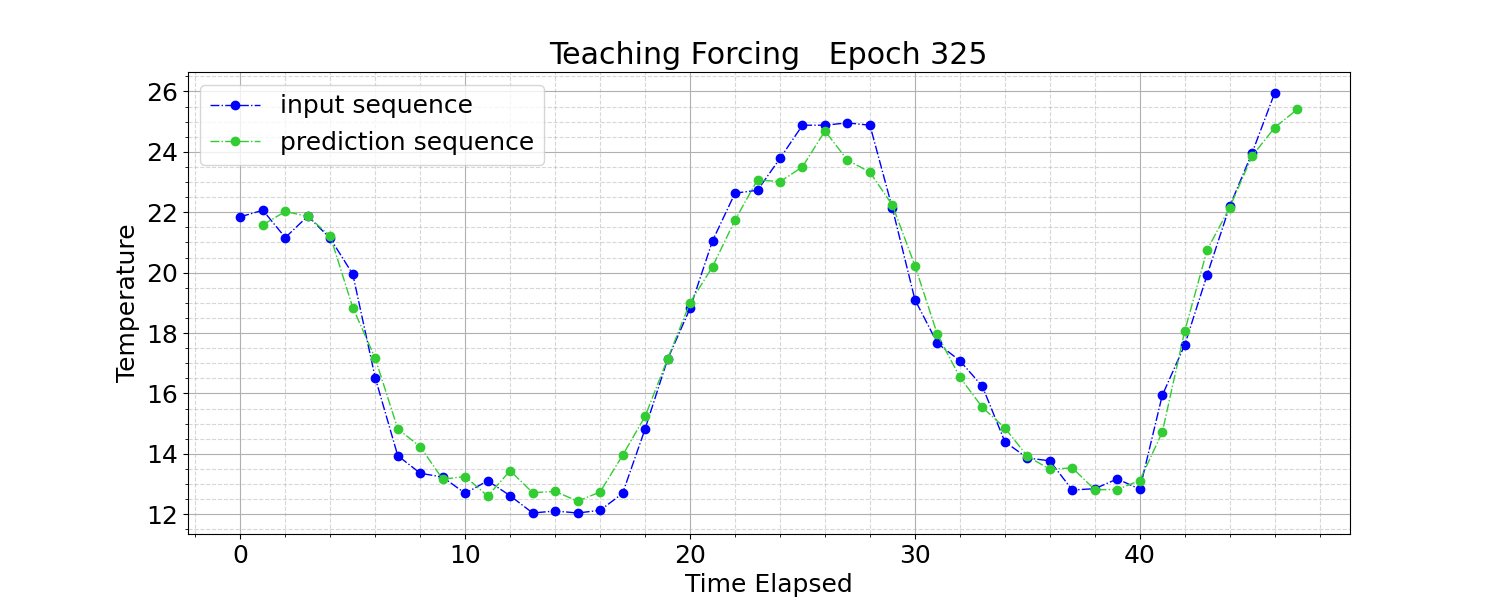 Teaching Forcing   Epoch 325
input sequence
prediction sequence
Temperature
26
24
22
20
18
16
14
12
0 10 20 30 40
Time Elapsed